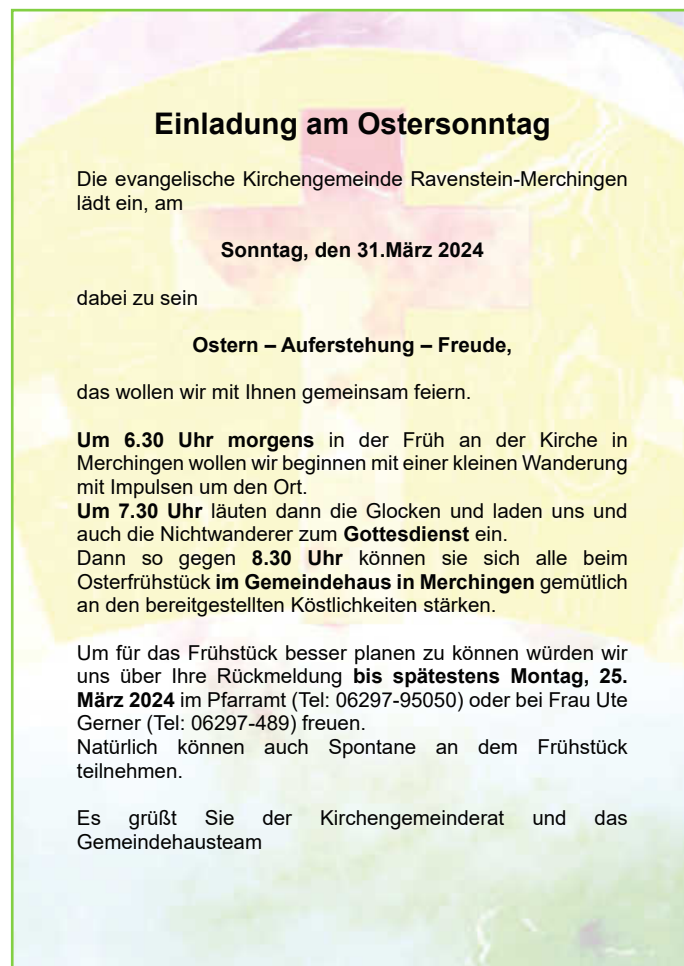 Einladung am Ostersonntag
Die evangelische Kirchengemeinde Ravenstein-Merchingen
lädt ein, am
Sonntag, den 31.März 2024
dabei zu sein
Ostern – Auferstehung – Freude,
das wollen wir mit Ihnen gemeinsam feiern.
Um 6.30 Uhr morgens in der Früh an der Kirche in
Merchingen wollen wir beginnen mit einer kleinen Wanderung
mit Impulsen um den Ort.
Um 7.30 Uhr läuten dann die Glocken und laden uns und
auch die Nichtwanderer zum Gottesdienst ein.
Dann so gegen 8.30 Uhr können sie sich alle beim
Osterfrühstück im Gemeindehaus in Merchingen gemütlich
an den bereitgestellten Köstlichkeiten stärken.
Um für das Frühstück besser planen zu können würden wir
uns über Ihre Rückmeldung bis spätestens Montag, 25.
März 2024 im Pfarramt (Tel: 06297-95050) oder bei Frau Ute
Gerner (Tel: 06297-489) freuen.
Natürlich können auch Spontane an dem Frühstück
teilnehmen.
Es grüßt Sie der Kirchengemeinderat und das
Gemeindehausteam